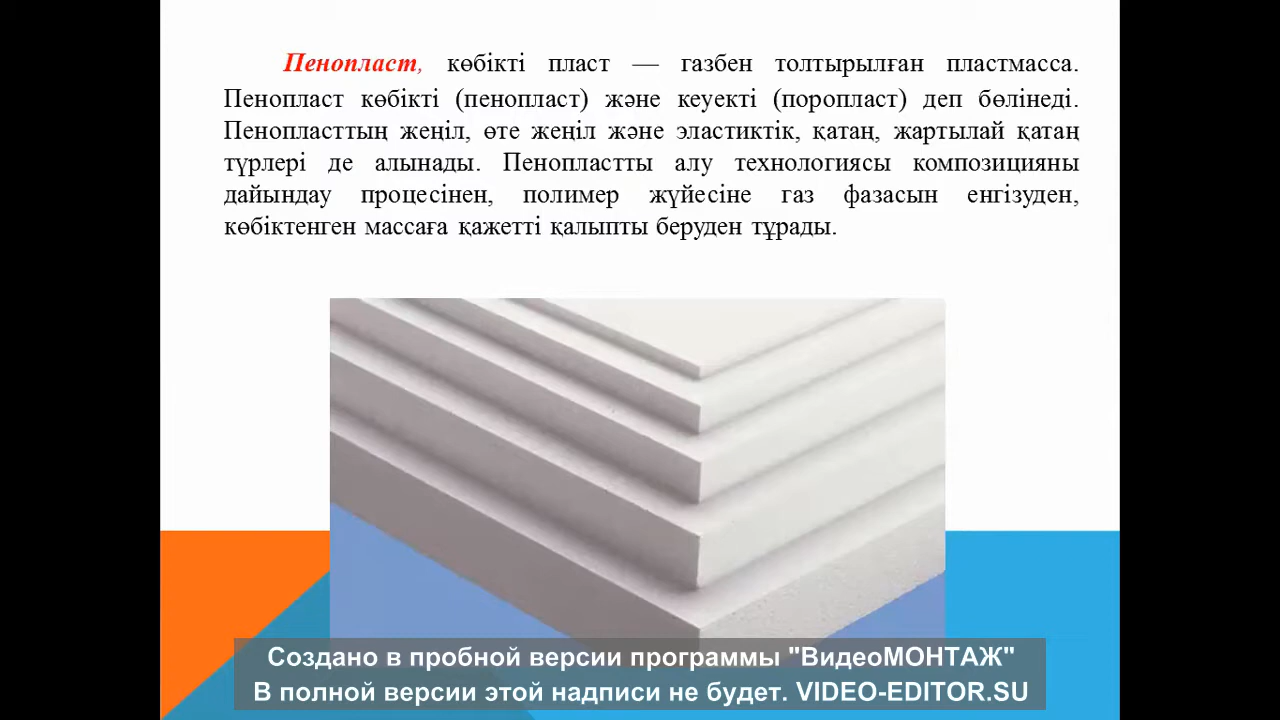 Пенопласт, көбікті пласт — газбен толтырылған пластмасса.
Пенопласт көбікті (пенопласт) және кеуекті (поропласт) деп бөлінеді.
Пенопласттың жеңіл, өте жеңіл және эластиктік, қатаң, жартылай қатаң
түрлері де алынады. Пенопластты алу технологиясы композицияны
дайындау процесінен, полимер жүйесіне газ фазасын енгізуден,
көбіктенген массаға қажетті қалыпты беруден тұрады.
Создано в пробной версии программы "ВидеоМОНТАЖ"
В полной версии этой надписи не будет. VIDEO-EDITOR.SU